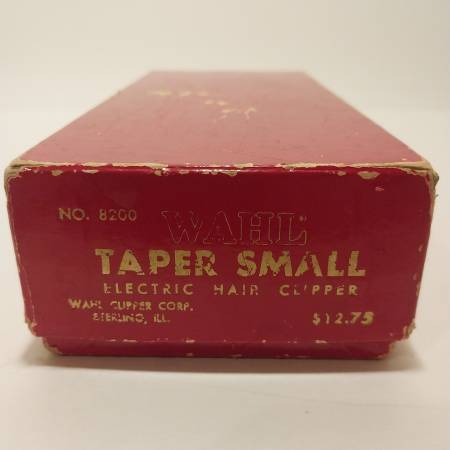 NO. 8200
WAHL
TAPER SMALL
ELECTRIC HAIR CLIPPER
WAHL CLIPPER CORP.
STERLING, ILL.
$12.75